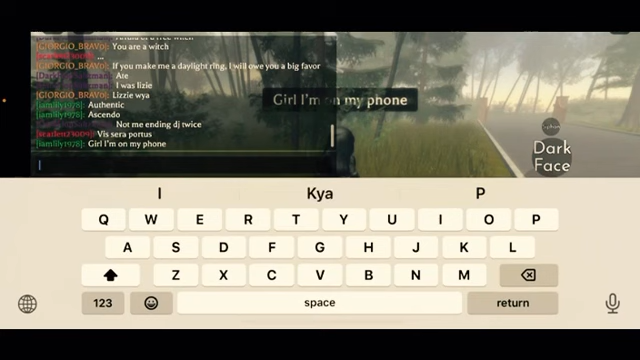 [GIORGIO_BRAVO]: You are a witch
...
[GIORGIO_BRAVO]: If you make me a daylight ring, I will owe you a big favor
Ate
I was lizie
[GIORGIO_BRAVO]: Lizzie wya
[iamlily1978]: Authentic
[iamlily1978]: Ascendo
Not me ending dj twice
Vis sera portus
[iamlily1978]: Girl I'm on my phone
Girl I'm on my phone
Dark
Face
I Kya P
Q W E R T Y U I O P
A S D F G H J K L
Z X C V B N M
123 space return